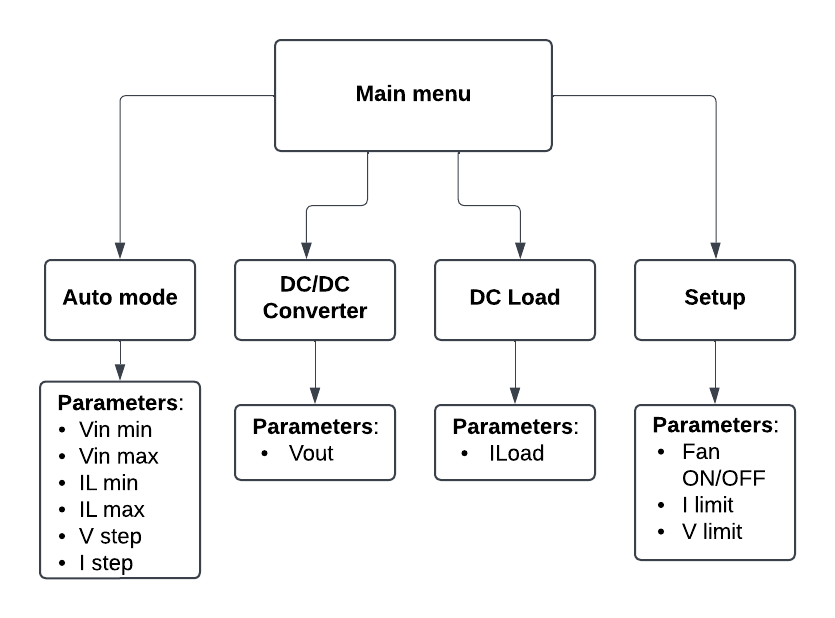 Main menu
Auto mode
DC/DC
Converter
DC Load
Setup
Parameters:
• Vin min
• Vin max
• IL min
• IL max
• V step
• I step
Parameters:
• Vout
Parameters:
• ILoad
Parameters:
• Fan
ON/OFF
• I limit
• V limit